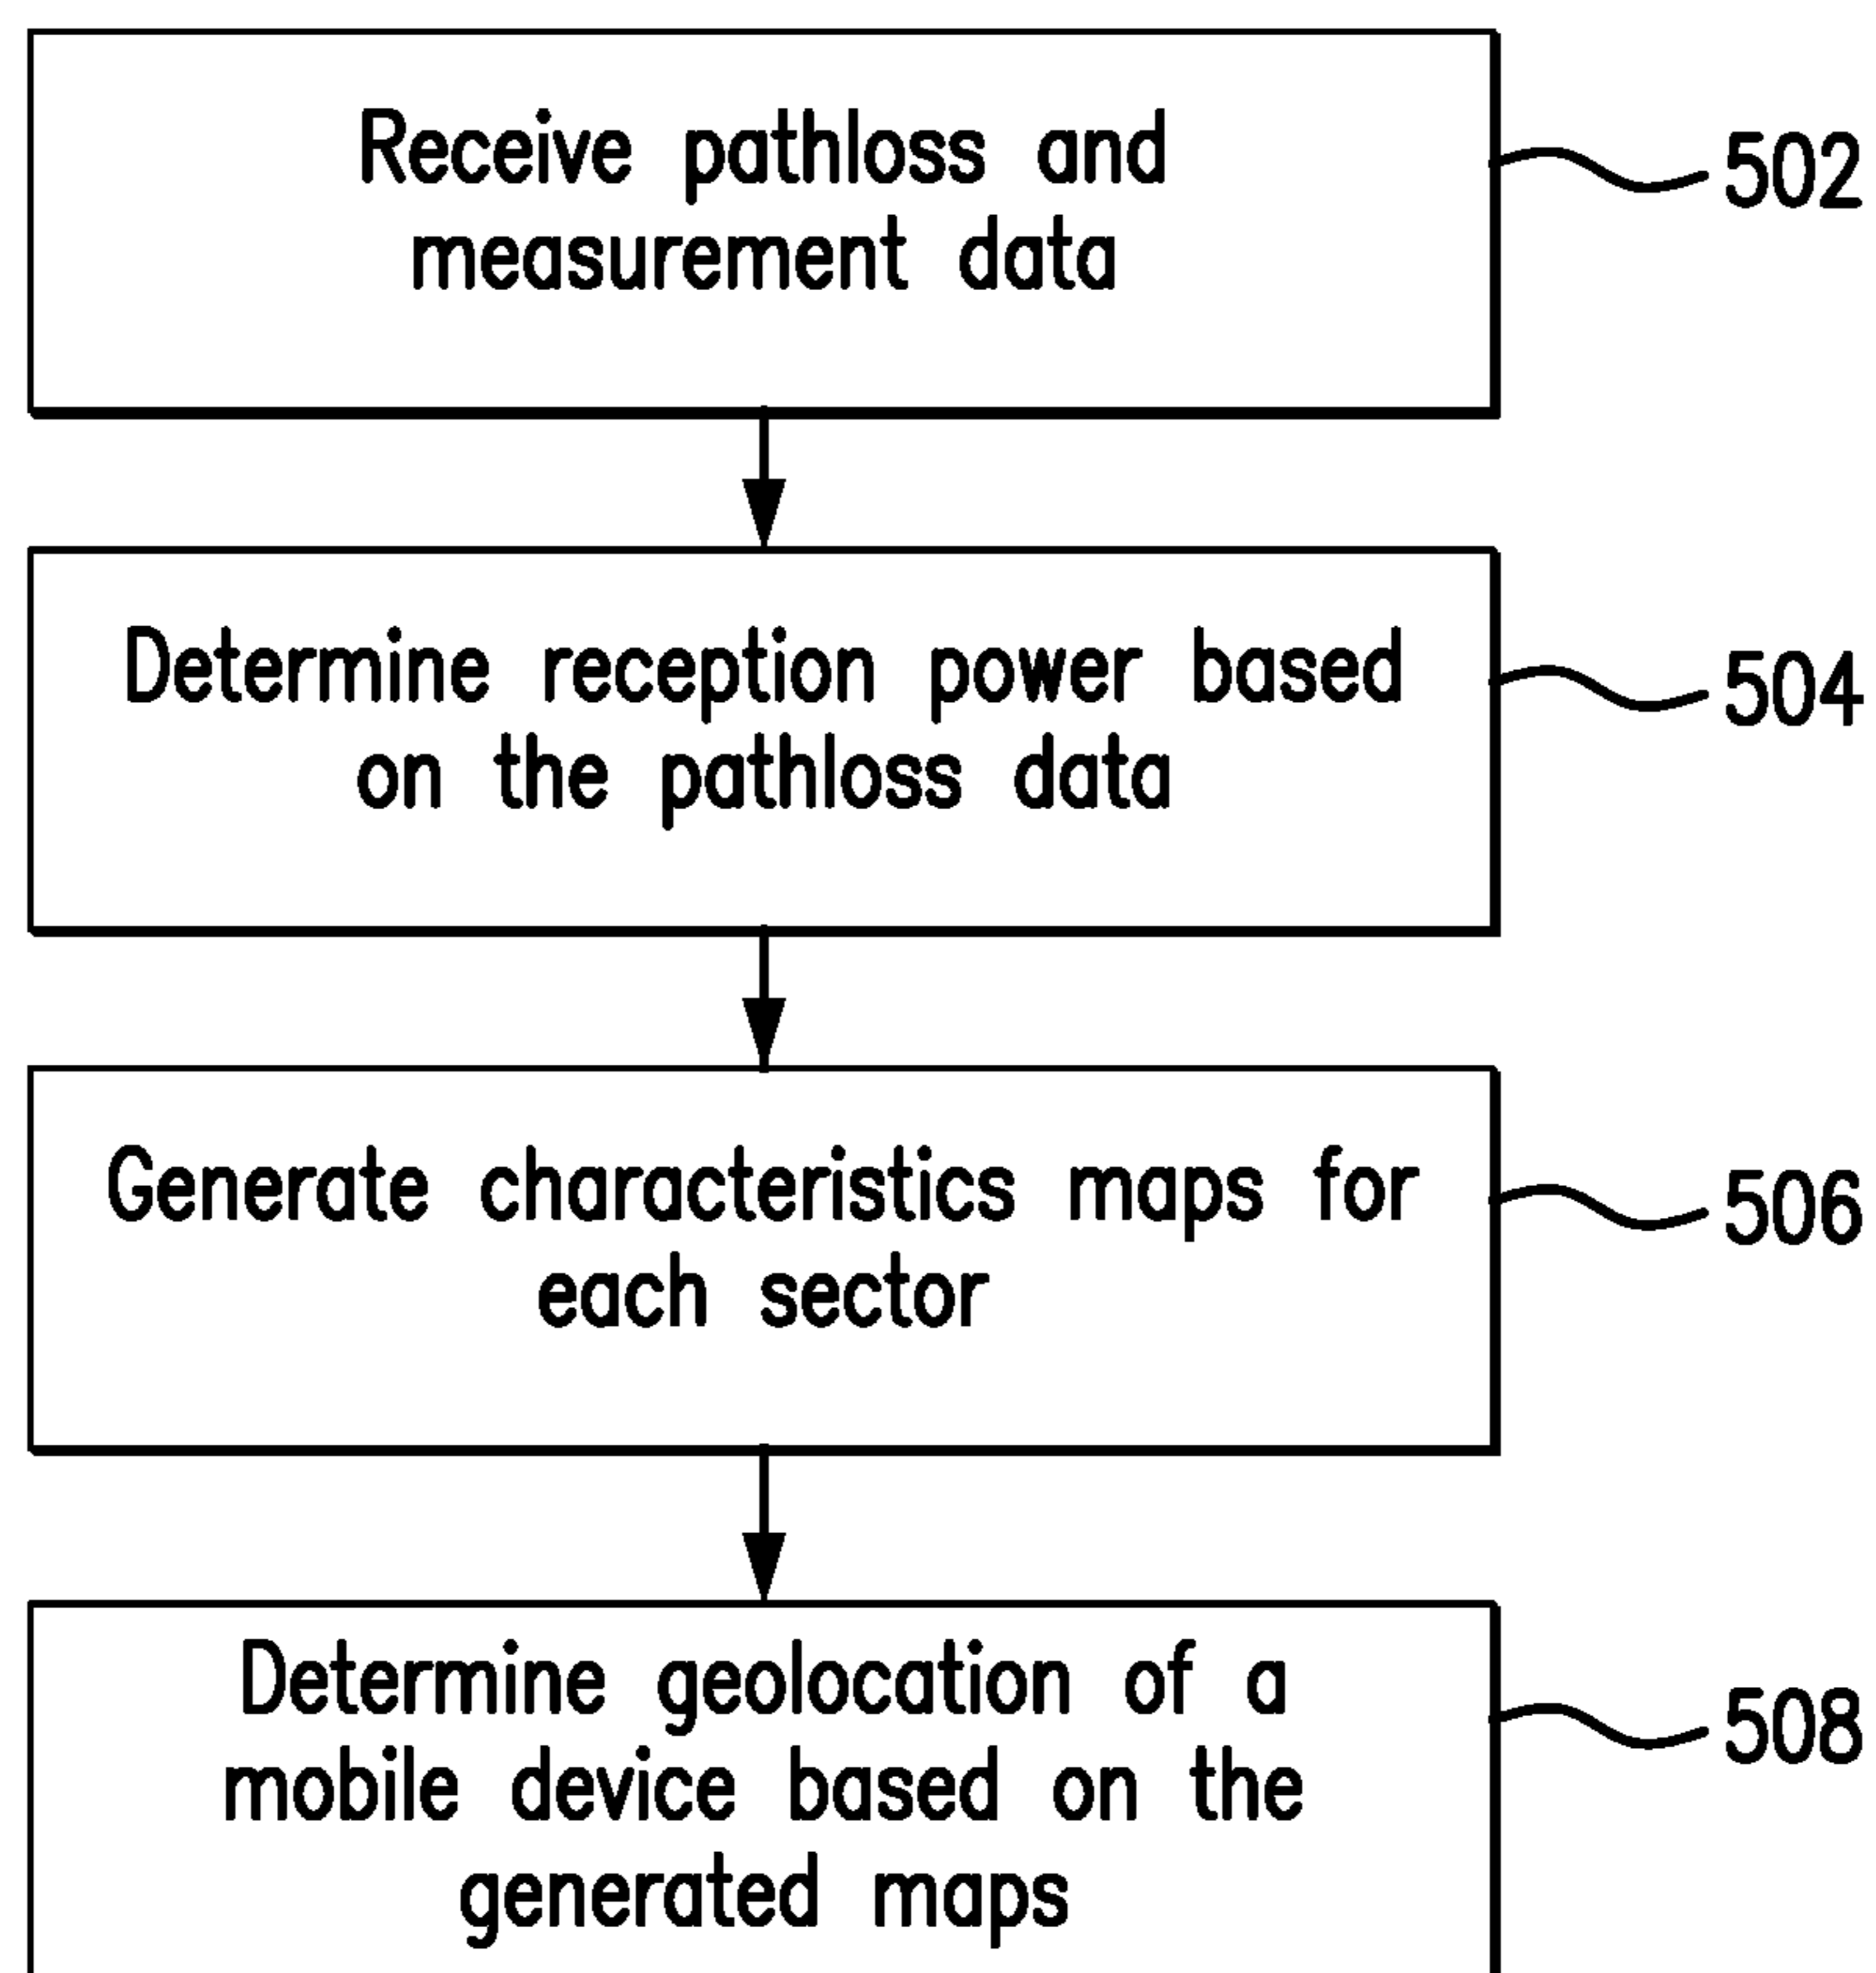 Receive pathloss and
measurement data
502
Determine reception power based
on the pathloss data
504
Generate characteristics maps for
each sector
506
Determine geolocation of a
mobile device based on the
generated maps
508